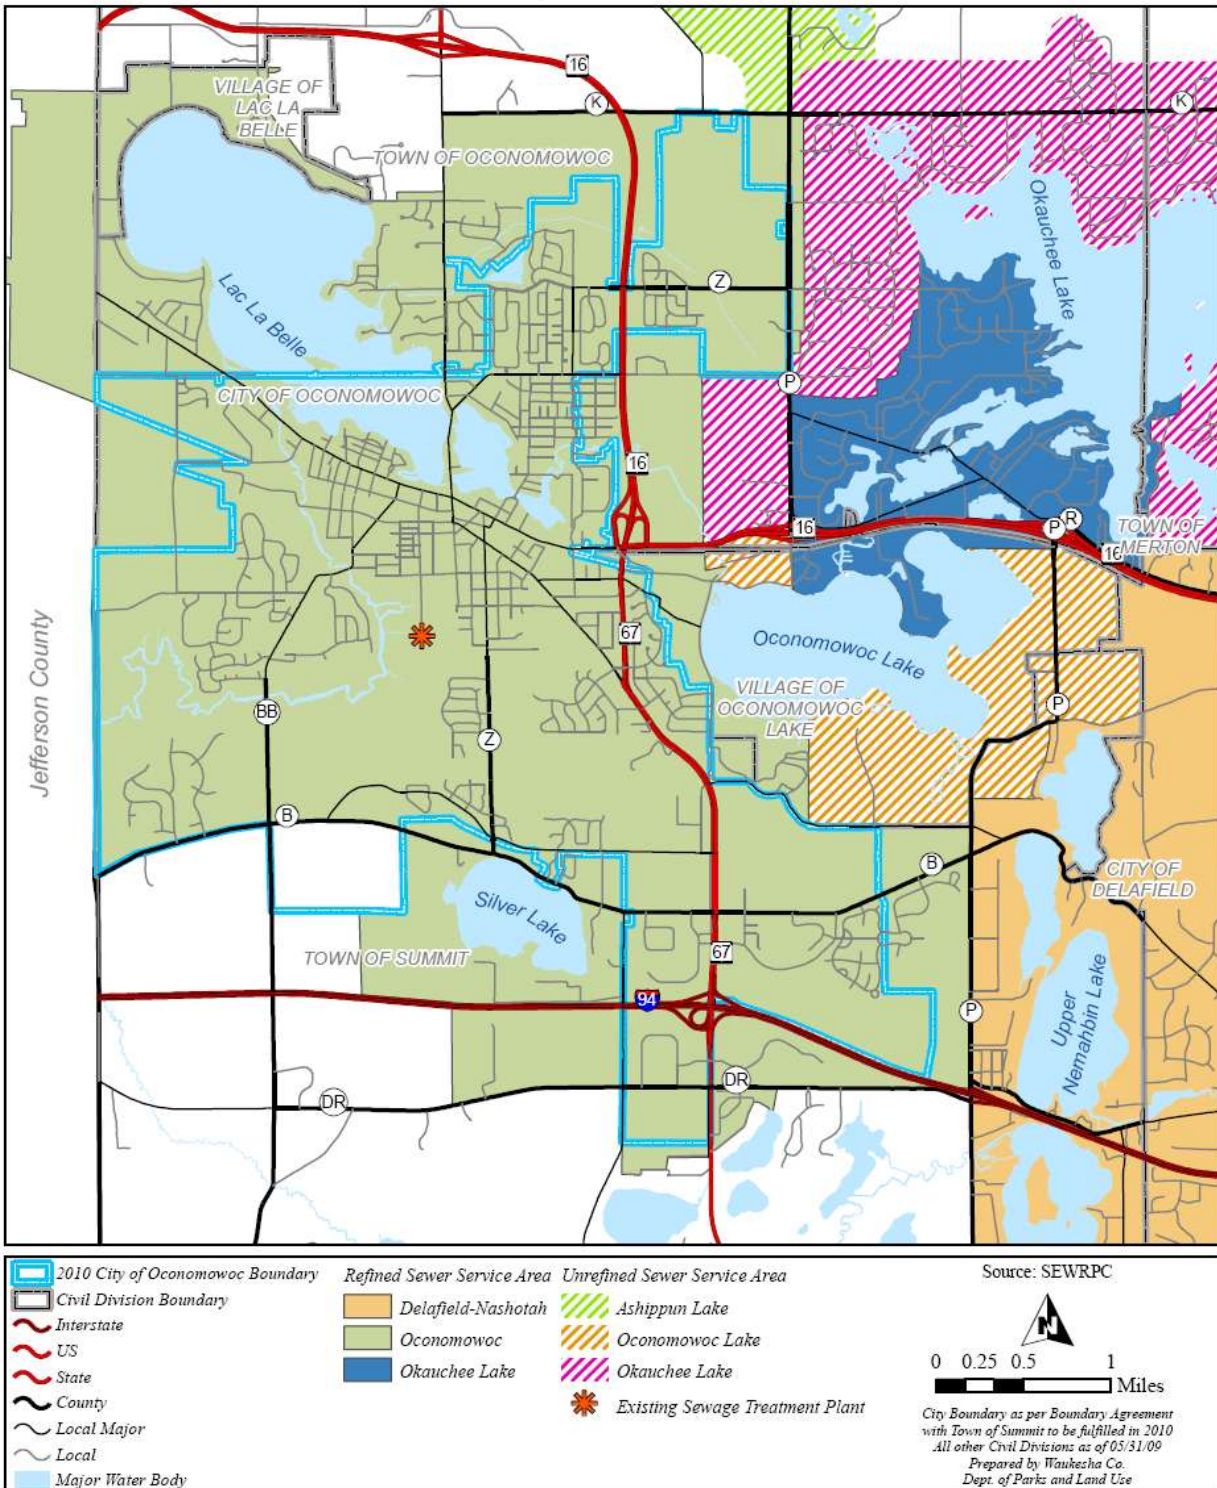 16
K
K
VILLAGE OF
LAC LA
BELLE
TOWN OF OCONOMOWOC
Okauchee Lake
Z
Lac La Belle
P
CITY OF OCONOMOWOC
16
16
P
R
TOWN OF
MERTON
16
Jefferson County
67
Oconomowoc Lake
VILLAGE OF
OCONOMOWOC
LAKE
P
BB
Z
B
B
CITY OF
DELAFIELD
Silver Lake
TOWN OF SUMMIT
67
94
P
Upper
Nemahbin Lake
DR
DR
2010 City of Oconomowoc Boundary
Civil Division Boundary
Interstate
US
State
County
Local Major
Local
Major Water Body
Refined Sewer Service Area
Delafield-Nashotah
Oconomowoc
Okauchee Lake
Unrefined Sewer Service Area
Ashippun Lake
Oconomowoc Lake
Okauchee Lake
Existing Sewage Treatment Plant
Source: SEWRPC
N
0 0.25 0.5 1
Miles
City Boundary as per Boundary Agreement
with Town of Summit to be fulfilled in 2010
All other Civil Divisions as of 05/31/09
Prepared by Waukesha Co.
Dept. of Parks and Land Use